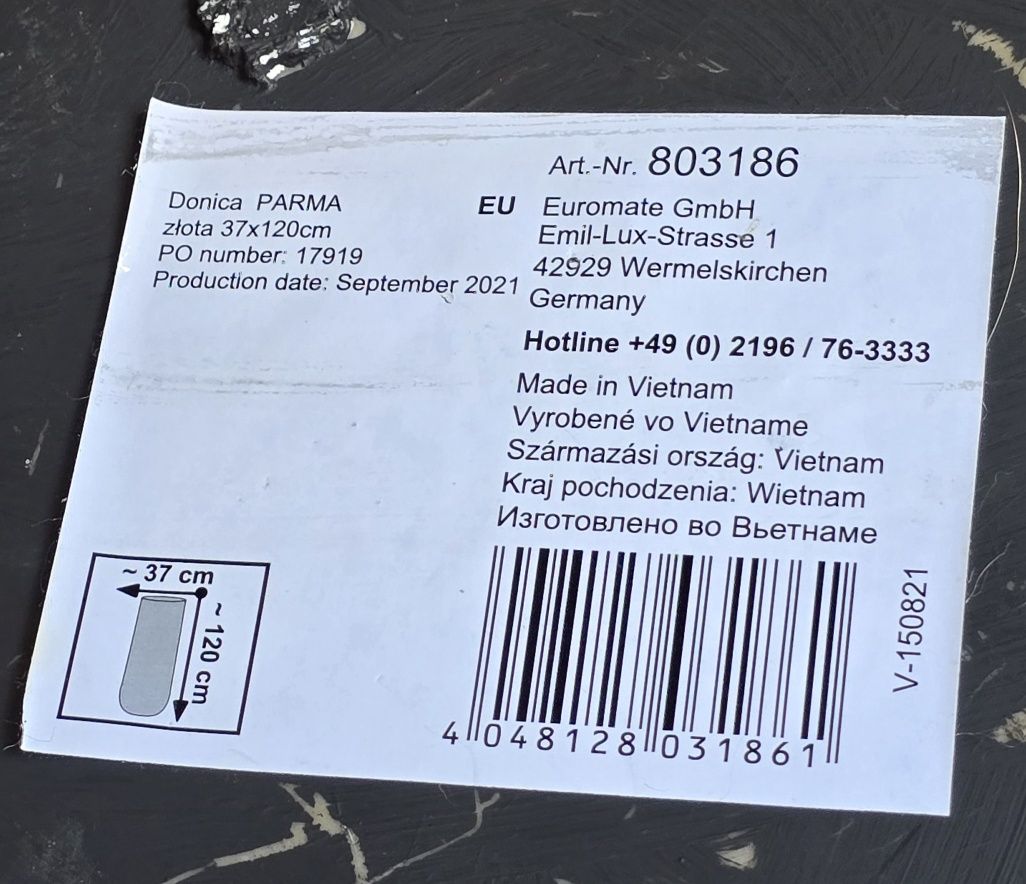 Art.-Nr. 803186
Donica PARMA
złota 37x120cm
PO number: 17919
Production date: September 2021
EU Euromate GmbH
Emil-Lux-Strasse 1
42929 Wermelskirchen
Germany
Hotline +49 (0) 2196 / 76-3333
Made in Vietnam
Vyrobené vo Vietname
Származási ország: Vietnam
Kraj pochodzenia: Wietnam
Изготовлено во Вьетнаме
~ 37 cm
~ 120 cm
4 048128 031861
V-150821